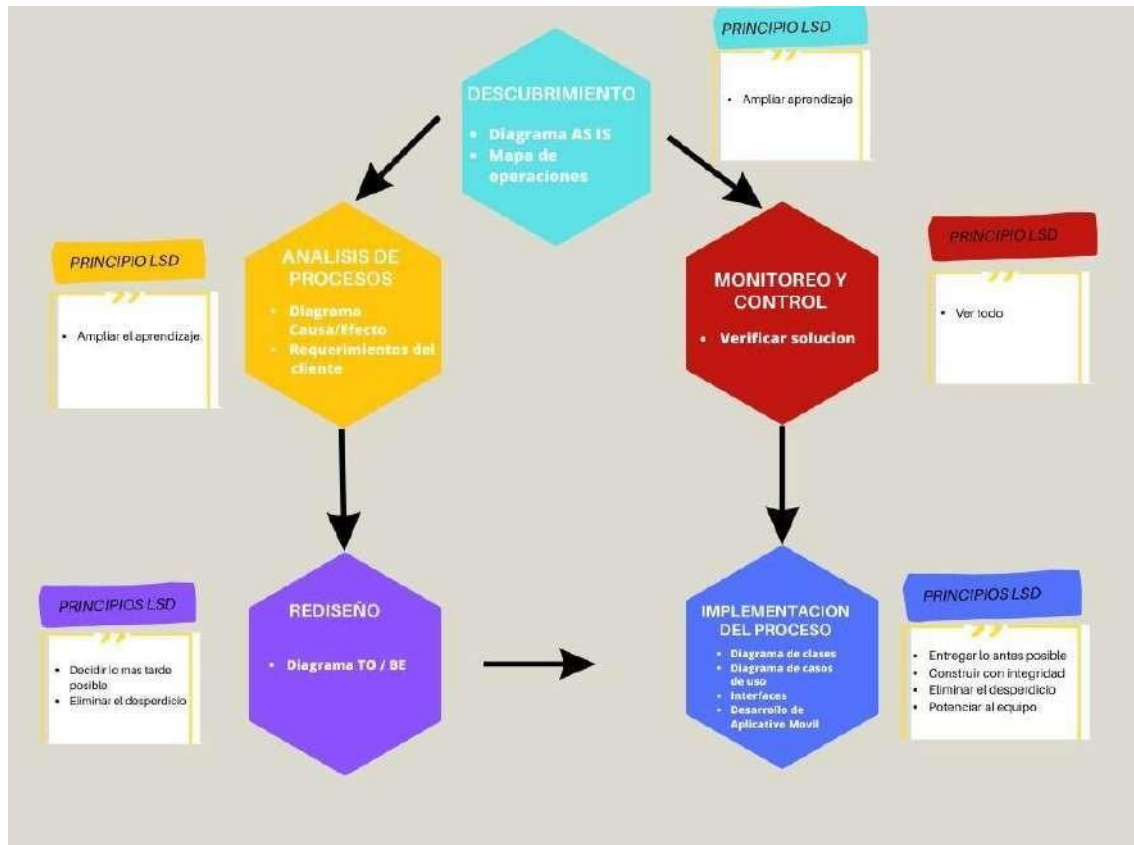 PRINCIPIO LSD
• Ampliar aprendizaje
DESCUBRIMIENTO
• Diagrama AS IS
• Mapa de
operaciones
PRINCIPIO LSD
• Ampliar el aprendizaje
ANALISIS DE
PROCESOS
• Diagrama
Causa/Efecto
• Requerimientos del
cliente
MONITOREO Y
CONTROL
• Verificar solucion
PRINCIPIO LSD
• Ver todo
PRINCIPIOS LSD
• Decidir lo mas tarde
posible
• Eliminar el desperdicio
REDISEÑO
• Diagrama TO / BE
IMPLEMENTACION
DEL PROCESO
• Diagrama de clases
• Diagrama de casos
de uso
• Interfaces
• Desarrollo de
Aplicativo Movil
PRINCIPIOS LSD
• Entregar lo antes posible
• Construir con integridad
• Eliminar el desperdicio
• Potenciar al equipo